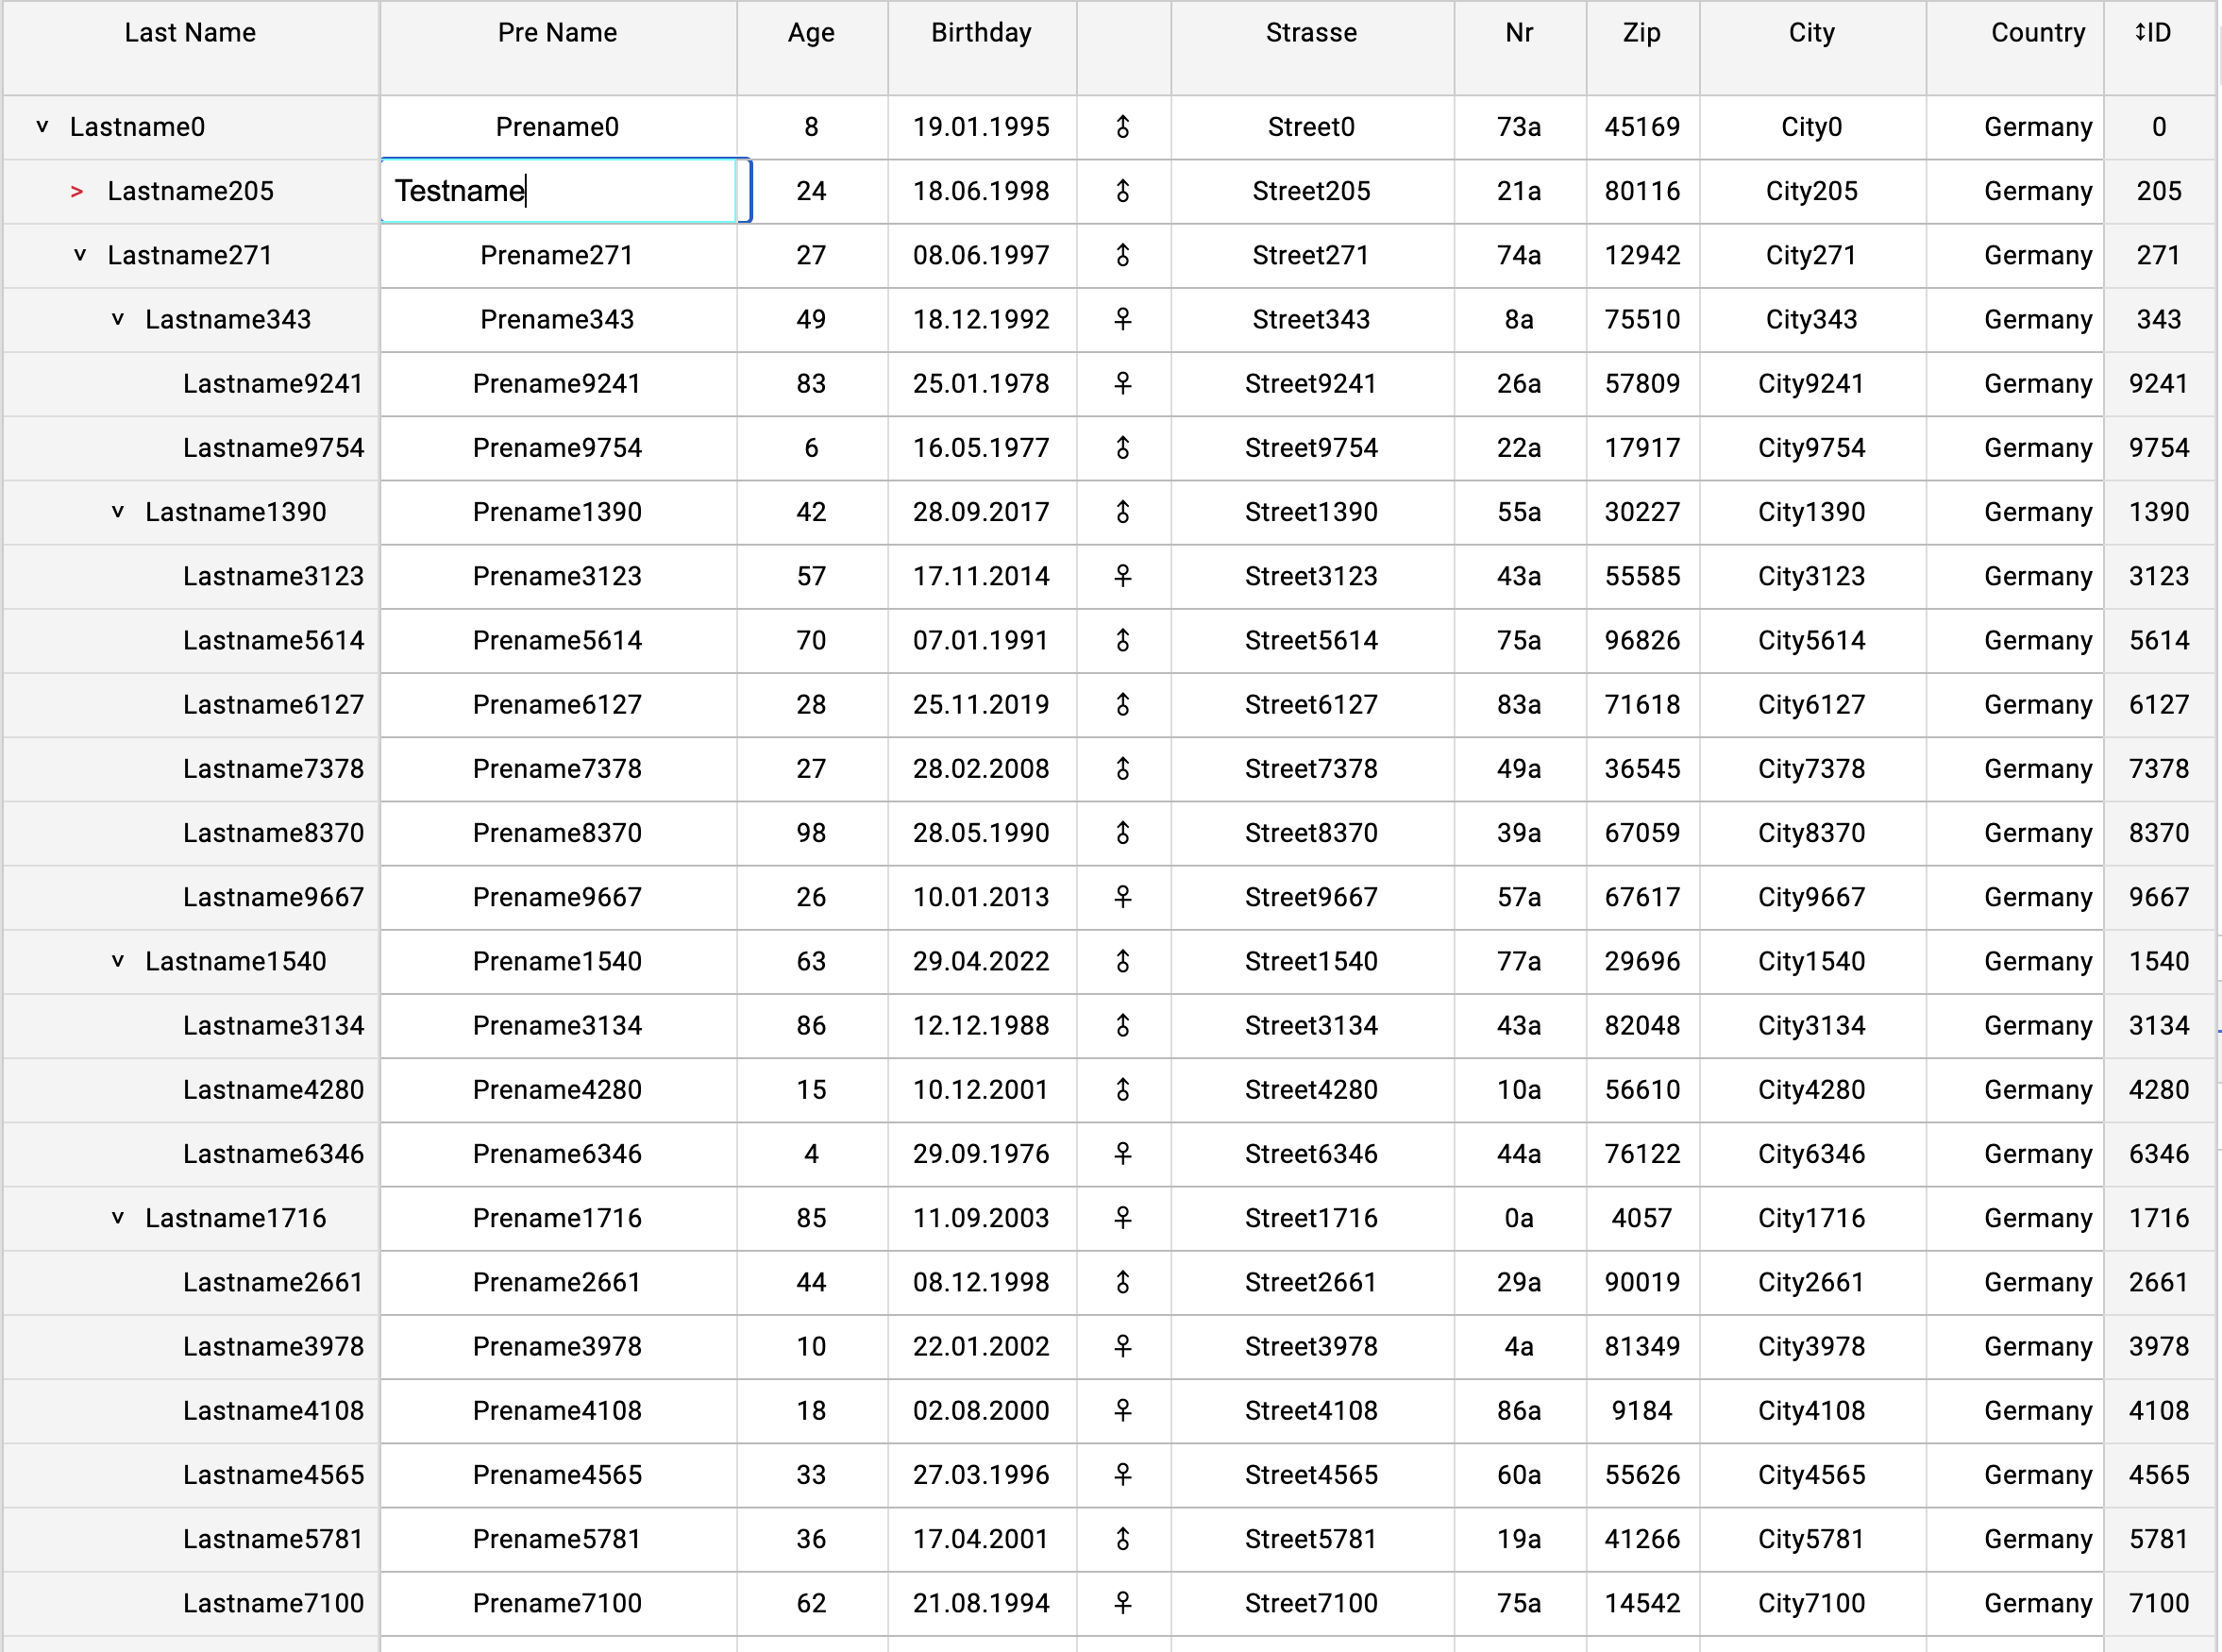 Last Name Pre Name Age Birthday Strasse Nr Zip City Country ↕ID
v Lastname0 Prename0 8 19.01.1995 ⚦ Street0 73a 45169 City0 Germany 0
> Lastname205 Testname 24 18.06.1998 ⚦ Street205 21a 80116 City205 Germany 205
v Lastname271 Prename271 27 08.06.1997 ⚦ Street271 74a 12942 City271 Germany 271
v Lastname343 Prename343 49 18.12.1992 ♀ Street343 8a 75510 City343 Germany 343
Lastname9241 Prename9241 83 25.01.1978 ♀ Street9241 26a 57809 City9241 Germany 9241
Lastname9754 Prename9754 6 16.05.1977 ⚦ Street9754 22a 17917 City9754 Germany 9754
v Lastname1390 Prename1390 42 28.09.2017 ⚦ Street1390 55a 30227 City1390 Germany 1390
Lastname3123 Prename3123 57 17.11.2014 ♀ Street3123 43a 55585 City3123 Germany 3123
Lastname5614 Prename5614 70 07.01.1991 ⚦ Street5614 75a 96826 City5614 Germany 5614
Lastname6127 Prename6127 28 25.11.2019 ⚦ Street6127 83a 71618 City6127 Germany 6127
Lastname7378 Prename7378 27 28.02.2008 ⚦ Street7378 49a 36545 City7378 Germany 7378
Lastname8370 Prename8370 98 28.05.1990 ⚦ Street8370 39a 67059 City8370 Germany 8370
Lastname9667 Prename9667 26 10.01.2013 ♀ Street9667 57a 67617 City9667 Germany 9667
v Lastname1540 Prename1540 63 29.04.2022 ⚦ Street1540 77a 29696 City1540 Germany 1540
Lastname3134 Prename3134 86 12.12.1988 ⚦ Street3134 43a 82048 City3134 Germany 3134
Lastname4280 Prename4280 15 10.12.2001 ⚦ Street4280 10a 56610 City4280 Germany 4280
Lastname6346 Prename6346 4 29.09.1976 ♀ Street6346 44a 76122 City6346 Germany 6346
v Lastname1716 Prename1716 85 11.09.2003 ♀ Street1716 0a 4057 City1716 Germany 1716
Lastname2661 Prename2661 44 08.12.1998 ⚦ Street2661 29a 90019 City2661 Germany 2661
Lastname3978 Prename3978 10 22.01.2002 ♀ Street3978 4a 81349 City3978 Germany 3978
Lastname4108 Prename4108 18 02.08.2000 ♀ Street4108 86a 9184 City4108 Germany 4108
Lastname4565 Prename4565 33 27.03.1996 ♀ Street4565 60a 55626 City4565 Germany 4565
Lastname5781 Prename5781 36 17.04.2001 ⚦ Street5781 19a 41266 City5781 Germany 5781
Lastname7100 Prename7100 62 21.08.1994 ♀ Street7100 75a 14542 City7100 Germany 7100